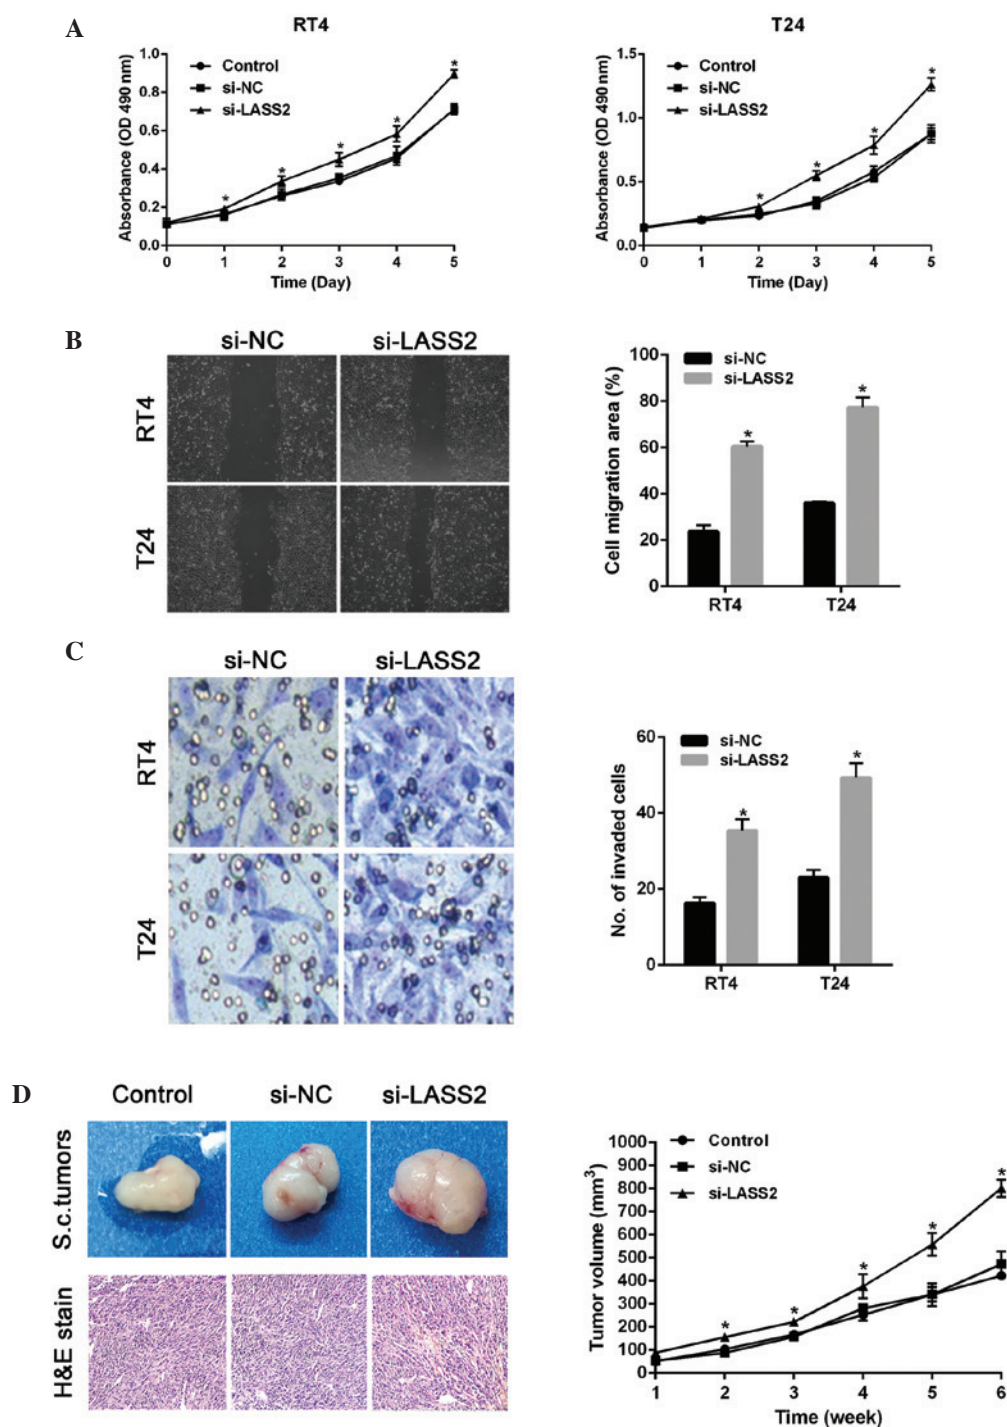 A
RT4
Absorbance (OD 490 nm)
1.0
0.8
0.6
0.4
0.2
0.0
Control
si-NC
si-LASS2
*
*
*
*
*
0 1 2 3 4 5
Time (Day)
T24
Absorbance (OD 490 nm)
1.5
1.0
0.5
0.0
Control
si-NC
si-LASS2
*
*
*
*
0 1 2 3 4 5
Time (Day)
B
si-NC si-LASS2
RT4
T24
Cell migration area (%)
100
80
60
40
20
0
si-NC
si-LASS2
*
*
RT4 T24
C
si-NC si-LASS2
RT4
T24
No. of invaded cells
60
40
20
0
si-NC
si-LASS2
*
*
RT4 T24
D
Control si-NC si-LASS2
S.c.tumors
H&E stain
Tumor volume (mm³)
1000
900
800
700
600
500
400
300
200
100
0
Control
si-NC
si-LASS2
*
*
*
*
*
1 2 3 4 5 6
Time (week)